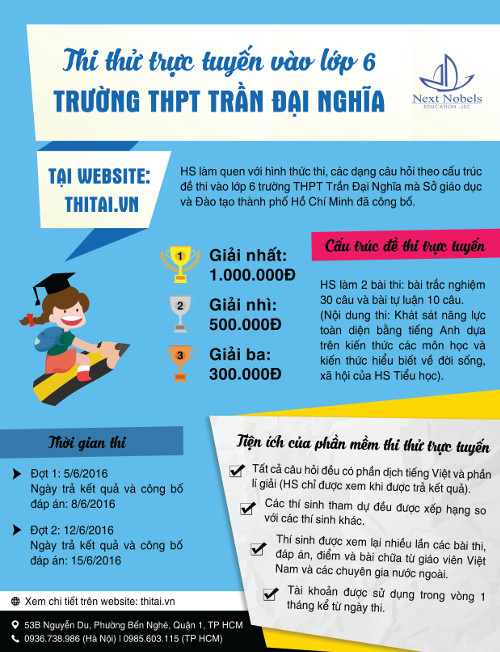 Thi thử trực tuyến vào lớp 6
TRƯỜNG THPT TRẦN ĐẠI NGHĨA
Next Nobels
EDUCATION.,JSC
TẠI WEBSITE:
THITAI.VN
HS làm quen với hình thức thi, các dạng câu hỏi theo cấu trúc
đề thi vào lớp 6 trường THPT Trần Đại Nghĩa mà Sở giáo dục
và Đào tạo thành phố Hồ Chí Minh đã công bố.
1
Giải nhất:
1.000.000Đ
2
Giải nhì:
500.000Đ
3
Giải ba:
300.000Đ
Cấu trúc đề thi trực tuyến
HS làm 2 bài thi: bài trắc nghiệm
30 câu và bài tự luận 10 câu.
(Nội dung thi: Khát sát năng lực
toàn diện bằng tiếng Anh dựa
trên kiến thức các môn học và
kiến thức hiểu biết về đời sống,
xã hội của HS Tiểu học).
Thời gian thi
Đợt 1: 5/6/2016
Ngày trả kết quả và công bố
đáp án: 8/6/2016
Đợt 2: 12/6/2016
Ngày trả kết quả và công bố
đáp án: 15/6/2016
Tiện ích của phần mềm thi thử trực tuyến
Tất cả câu hỏi đều có phần dịch tiếng Việt và phần
lí giải (HS chỉ được xem khi được trả kết quả).
Các thí sinh tham dự đều được xếp hạng so
với các thí sinh khác.
Thí sinh được xem lại nhiều lần các bài thi,
đáp án, điểm và bài chữa từ giáo viên Việt
Nam và các chuyên gia nước ngoài.
Tài khoản được sử dụng trong vòng 1
tháng kể từ ngày thi.
Xem chi tiết trên website: thitai.vn
53B Nguyễn Du, Phường Bến Nghé, Quận 1, TP HCM
0936.738.986 (Hà Nội) | 0985.603.115 (TP HCM)